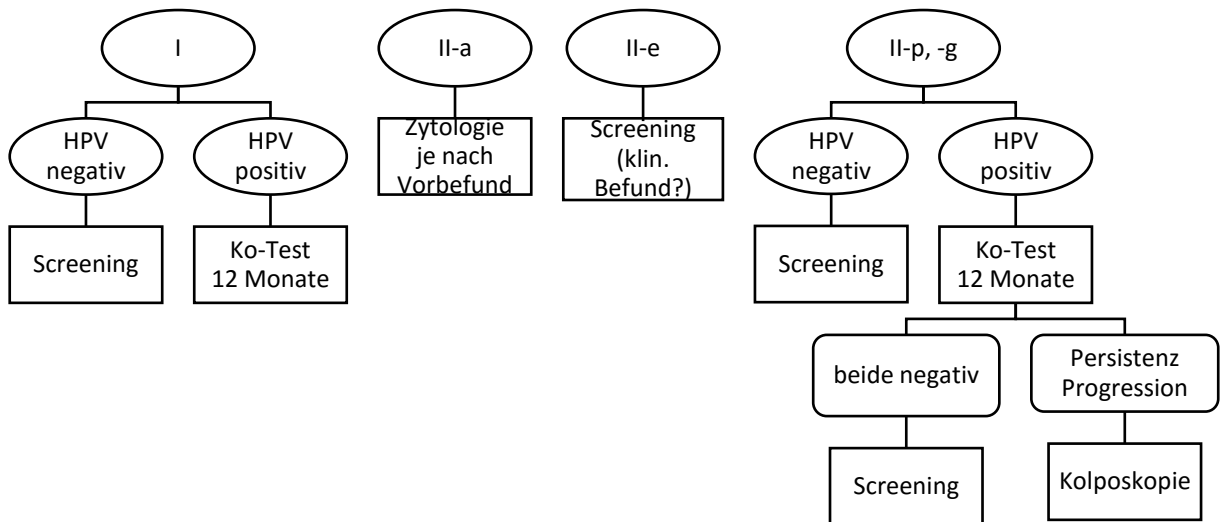 I
II-a
II-e
II-p, -g
HPV
negativ
HPV
positiv
Zytologie
je nach
Vorbefund
Screening
(klin.
Befund?)
HPV
negativ
HPV
positiv
Screening
Ko-Test
12 Monate
Screening
Ko-Test
12 Monate
beide negativ
Persistenz
Progression
Screening
Kolposkopie